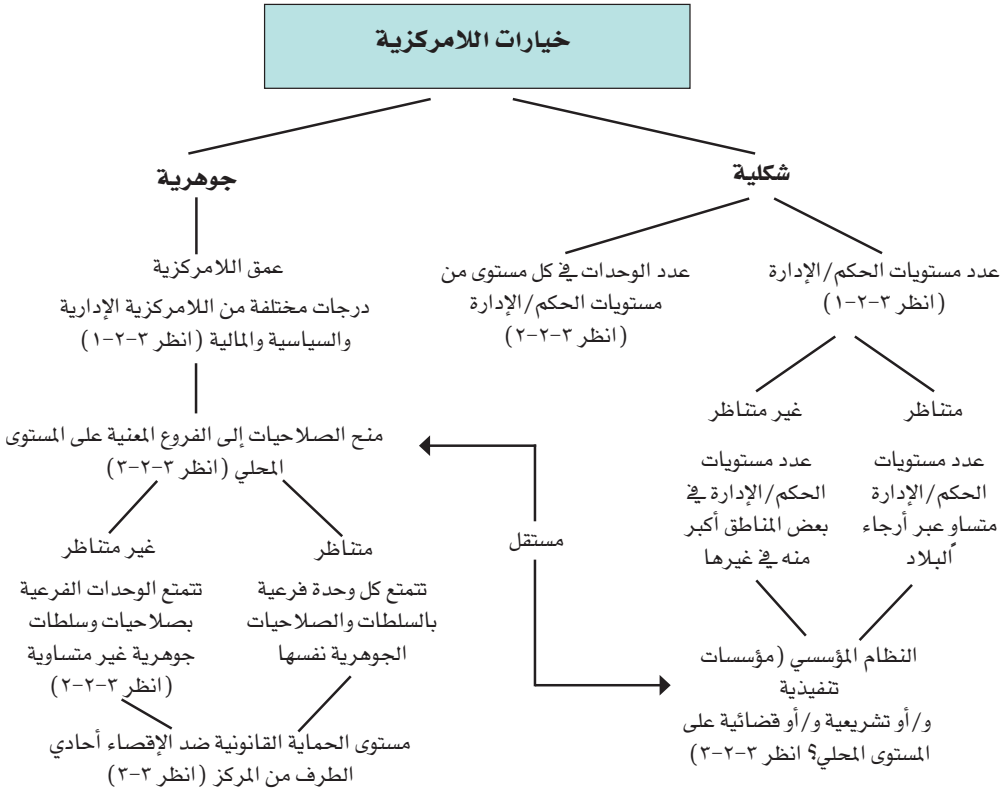 خيارات اللامركزية
شكلية
جوهرية
عدد مستويات الحكم/الإدارة
(انظر ٣-٢-١)
عدد الوحدات في كل مستوى من
مستويات الحكم/الإدارة
(انظر ٣-٢-٢)
عمق اللامركزية
درجات مختلفة من اللامركزية الإدارية
والسياسية والمالية (انظر ٣-٢-١)
متناظر
عدد مستويات
الحكم/الإدارة
متساو عبر أرجاء
ًالبلاد
غير متناظر
عدد مستويات
الحكم/الإدارة في
بعض المناطق أكبر
منه في غيرها
منح الصلاحيات إلى الفروع المعنية على المستوى
المحلي (انظر ٣-٢-٣)
مستقل
متناظر
تتمتع كل وحدة فرعية
بالسلطات والصلاحيات
الجوهرية نفسها
غير متناظر
تتمتع الوحدات الفرعية
بصلاحيات وسلطات
جوهرية غير متساوية
(انظر ٣-٢-٢)
النظام المؤسسي (مؤسسات
تنفيذية
و/أو تشريعية و/أو قضائية على
المستوى المحلي؟ انظر ٣-٢-٣)
مستوى الحماية القانونية ضد الإقصاء أحادي
الطرف من المركز (انظر ٣-٣)